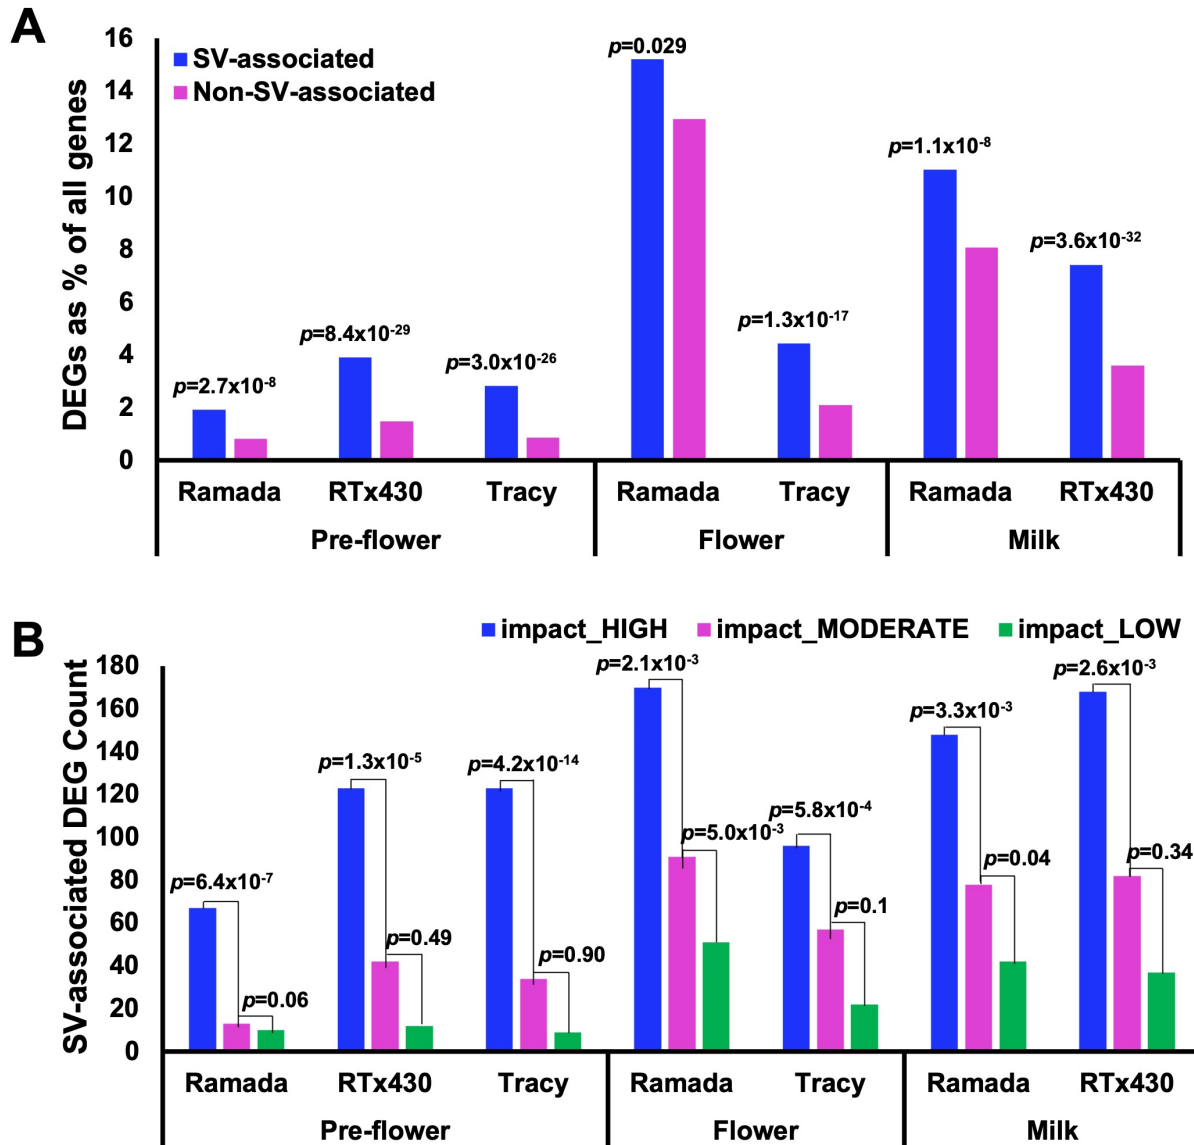 A
DEGs as % of all genes
16
14
12
10
8
6
4
2
0
SV-associated
Non-SV-associated
p=2.7x10-8
p=8.4x10-29
p=3.0x10-26
p=0.029
p=1.3x10-17
p=1.1x10-8
p=3.6x10-32
Ramada RTx430 Tracy Ramada Tracy Ramada RTx430
Pre-flower Flower Milk
B
SV-associated DEG Count
impact_HIGH impact_MODERATE impact_LOW
180
160
140
120
100
80
60
40
20
0
p=6.4x10-7
p=0.06
p=1.3x10-5
p=0.49
p=4.2x10-14
p=0.90
p=2.1x10-3
p=5.0x10-3
p=5.8x10-4
p=0.1
p=3.3x10-3
p=0.04
p=2.6x10-3
p=0.34
Ramada RTx430 Tracy Ramada Tracy Ramada RTx430
Pre-flower Flower Milk